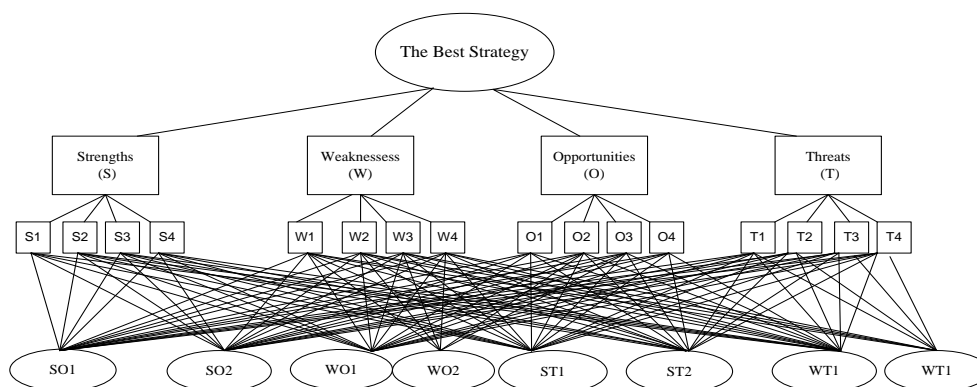 The Best Strategy
Strengths
(S)
Weaknessess
(W)
Opportunities
(O)
Threats
(T)
S1 S2 S3 S4 W1 W2 W3 W4 O1 O2 O3 O4 T1 T2 T3 T4
SO1 SO2 WO1 WO2 ST1 ST2 WT1 WT1